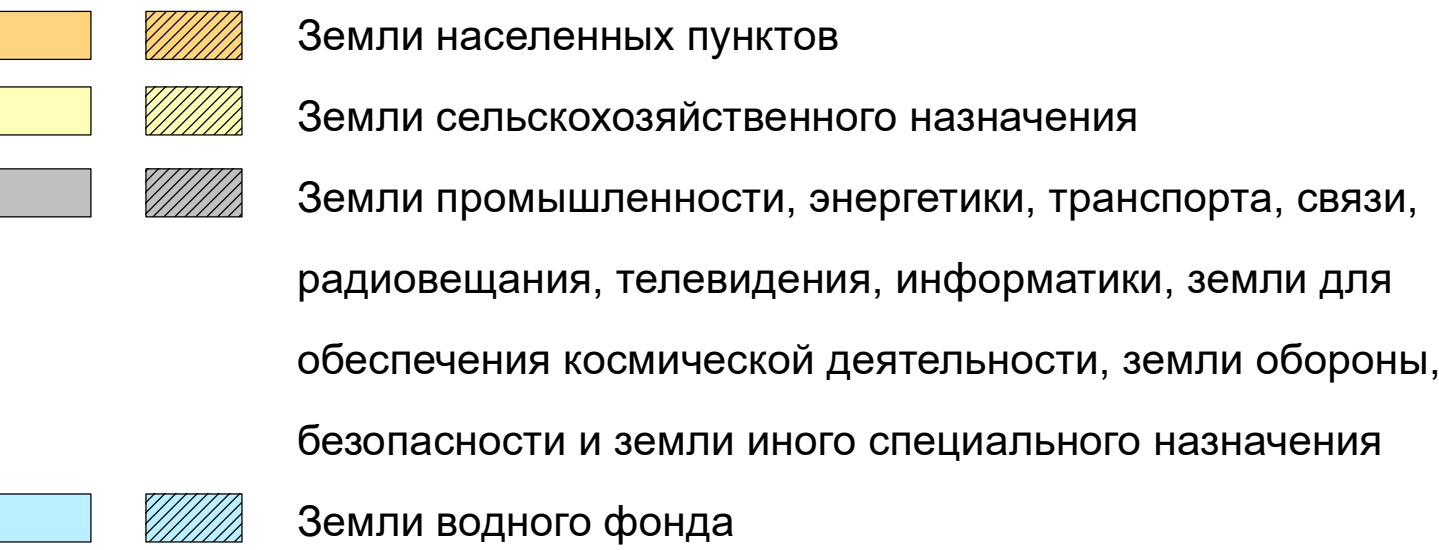 Земли населенных пунктов
Земли сельскохозяйственного назначения
Земли промышленности, энергетики, транспорта, связи,
радиовещания, телевидения, информатики, земли для
обеспечения космической деятельности, земли обороны,
безопасности и земли иного специального назначения
Земли водного фонда